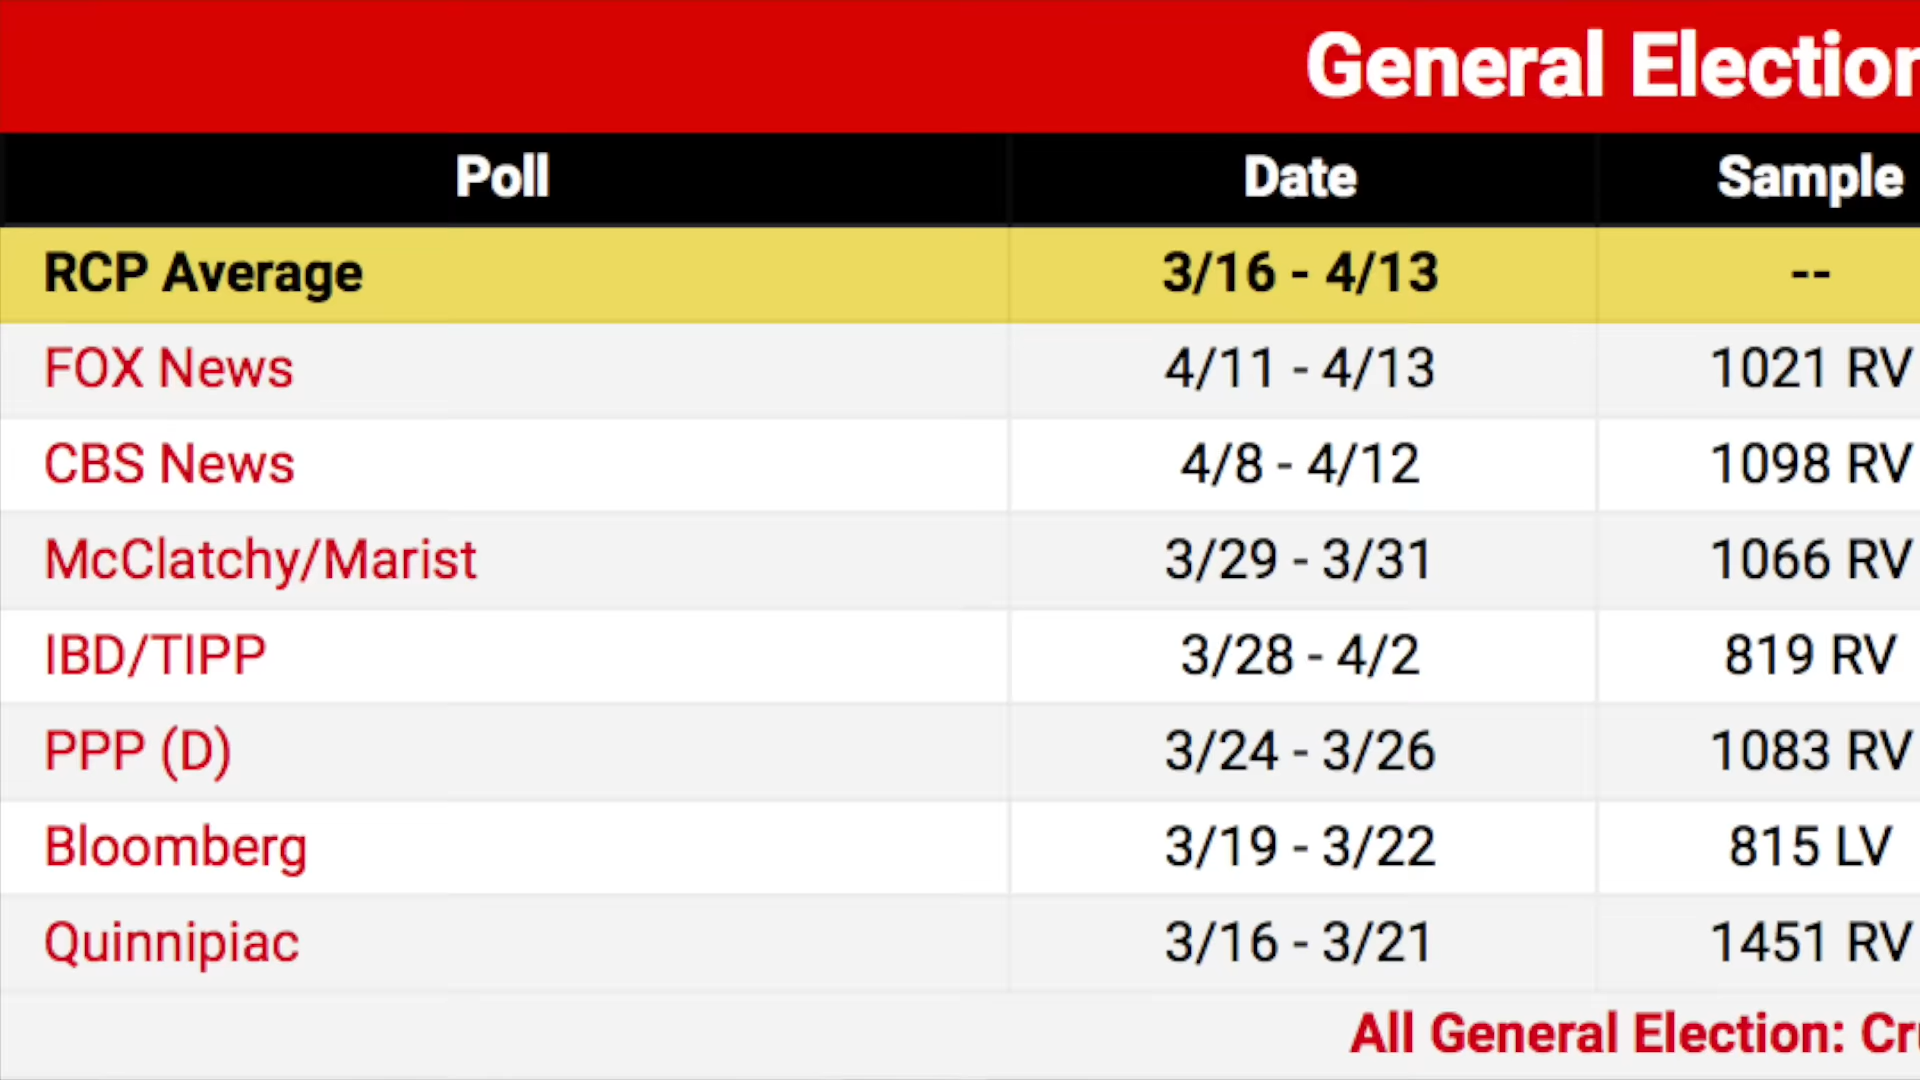 General Election
Poll Date Sample
RCP Average 3/16 - 4/13 --
FOX News 4/11 - 4/13 1021 RV
CBS News 4/8 - 4/12 1098 RV
McClatchy/Marist 3/29 - 3/31 1066 RV
IBD/TIPP 3/28 - 4/2 819 RV
PPP (D) 3/24 - 3/26 1083 RV
Bloomberg 3/19 - 3/22 815 LV
Quinnipiac 3/16 - 3/21 1451 RV
All General Election: Cru